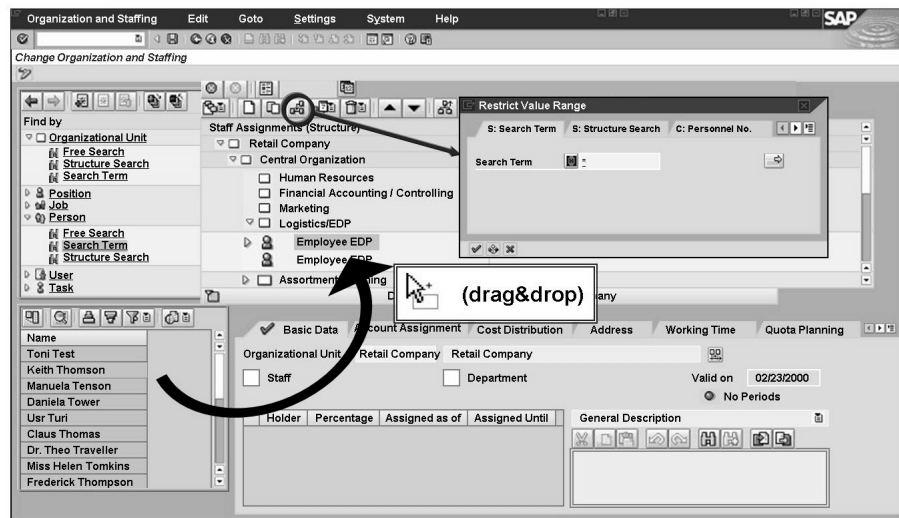 Organization and Staffing Edit Goto Settings System Help
SAP
Change Organization and Staffing
Find by
Organizational Unit
Free Search
Structure Search
Search Term
Position
Job
Person
Free Search
Search Term
Structure Search
User
Task
Staff Assignments (Structure)
Retail Company
Central Organization
Human Resources
Financial Accounting / Controlling
Marketing
Logistics/EDP
Employee EDP
Employee EDP
Restrict Value Range
S: Search Term S: Structure Search C: Personnel No.
Search Term *
(drag&drop)
Name
Toni Test
Keith Thomson
Manuela Tenson
Daniela Tower
Usr Turi
Claus Thomas
Dr. Theo Traveller
Miss Helen Tomkins
Frederick Thompson
Basic Data Account Assignment Cost Distribution Address Working Time Quota Planning
Organizational Unit Retail Company Retail Company
Staff Department Valid on 02/23/2000
No Periods
Holder Percentage Assigned as of Assigned Until
General Description